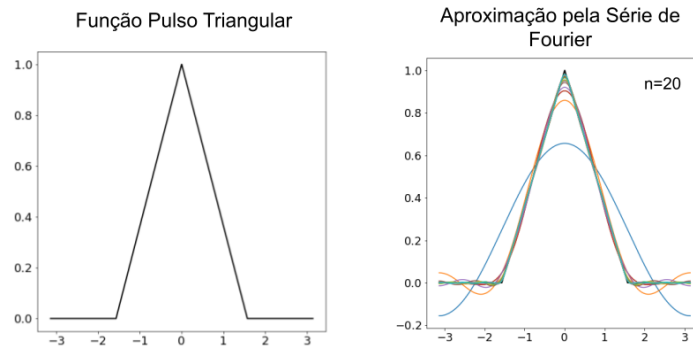 Função Pulso Triangular
1.0
0.8
0.6
0.4
0.2
0.0
−3 −2 −1 0 1 2 3
Aproximação pela Série de
Fourier
n=20
1.0
0.8
0.6
0.4
0.2
0.0
−0.2
−3 −2 −1 0 1 2 3